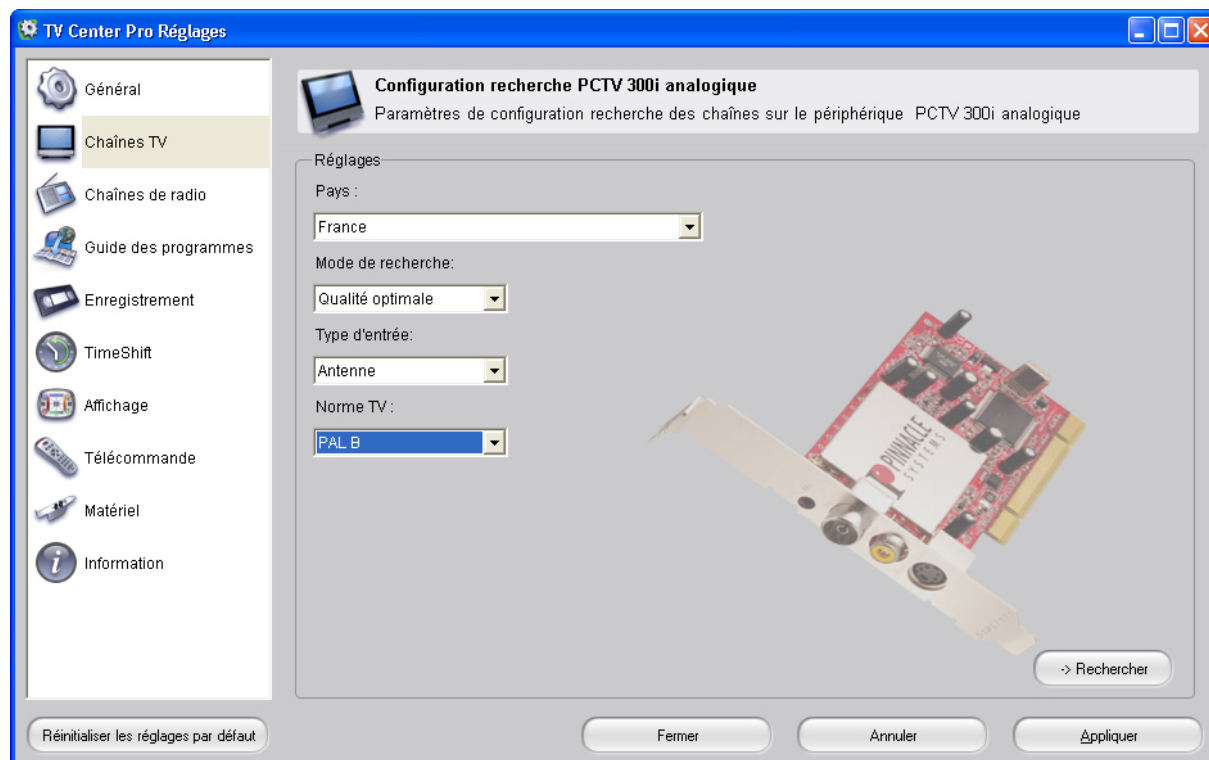 TV Center Pro Réglages
Général
Chaînes TV
Chaînes de radio
Guide des programmes
Enregistrement
TimeShift
Affichage
Télécommande
Matériel
Information
Configuration recherche PCTV 300i analogique
Paramètres de configuration recherche des chaînes sur le périphérique PCTV 300i analogique
Réglages
Pays :
France
Mode de recherche:
Qualité optimale
Type d'entrée:
Antenne
Norme TV :
PAL B
PINNACLE
SYSTEMS
-> Rechercher
Réinitialiser les réglages par défaut
Fermer
Annuler
Appliquer